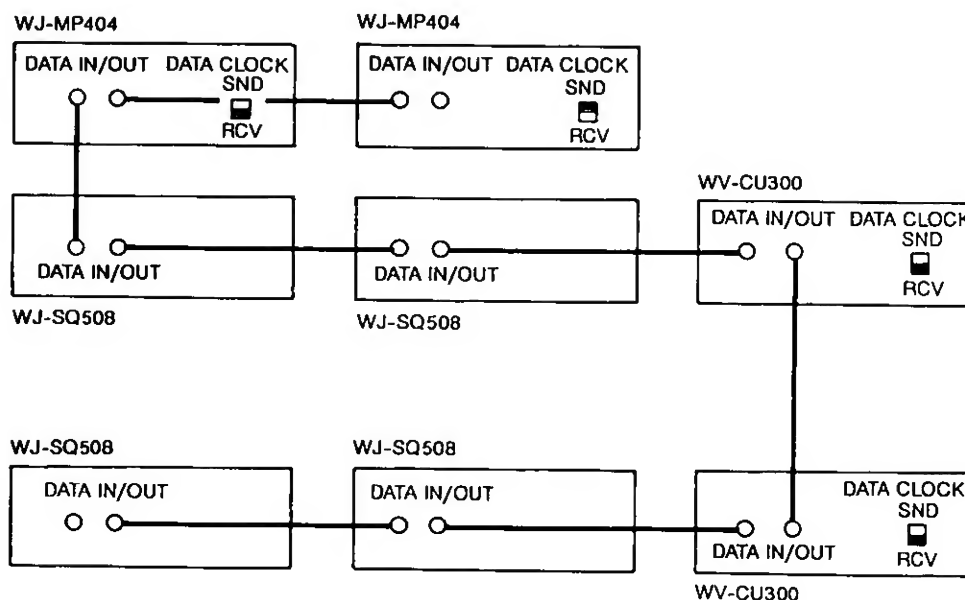 WJ-MP404
DATA IN/OUT DATA CLOCK
SND
RCV
WJ-MP404
DATA IN/OUT DATA CLOCK
SND
RCV
DATA IN/OUT
WJ-SQ508
DATA IN/OUT
WJ-SQ508
WV-CU300
DATA IN/OUT DATA CLOCK
SND
RCV
WJ-SQ508
DATA IN/OUT
WJ-SQ508
DATA IN/OUT
DATA CLOCK
SND
RCV
DATA IN/OUT
WV-CU300